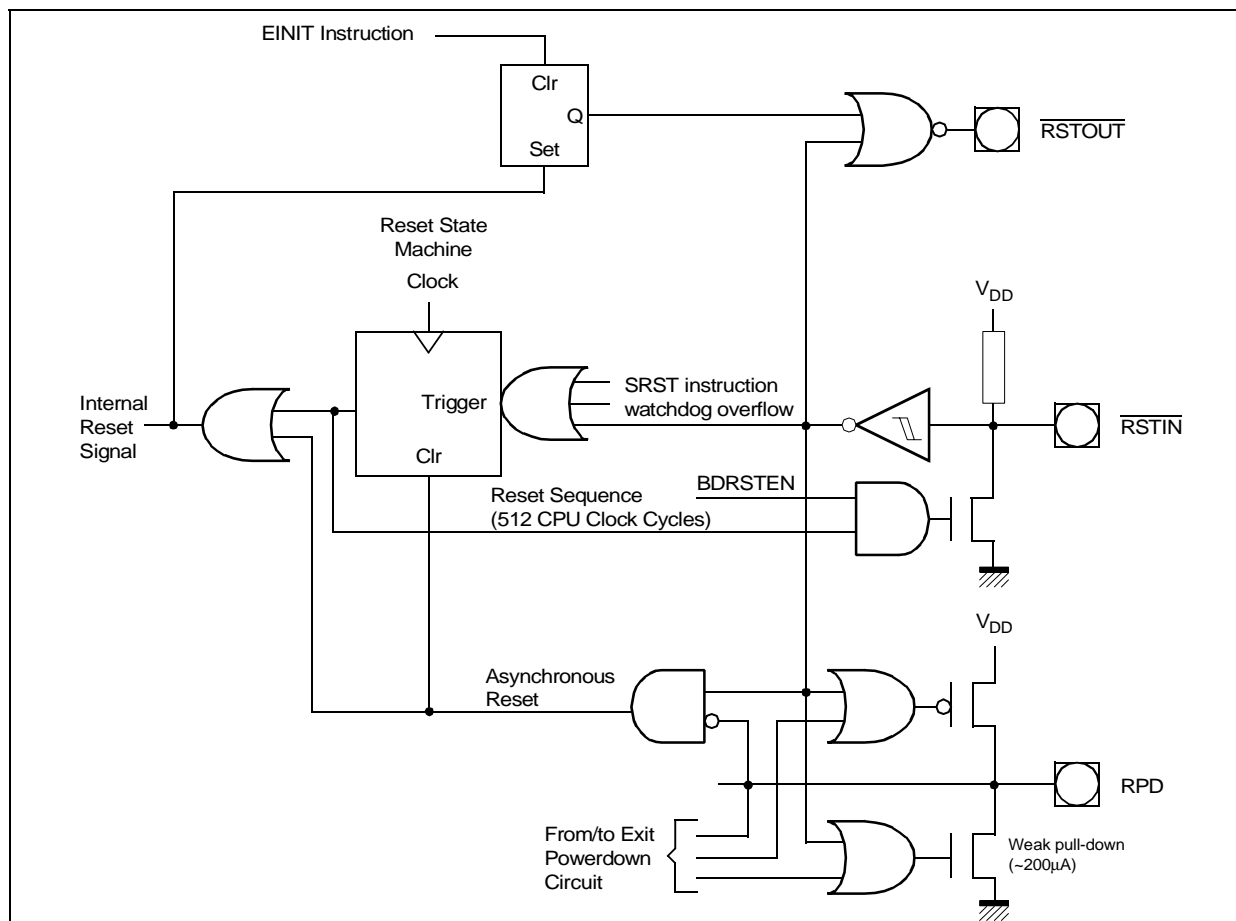 EINIT Instruction
Clr
Q
Set
RSTOUT
Reset State
Machine
Clock
VDD
Trigger
SRST instruction
watchdog overflow
Internal
Reset
Signal
RSTIN
Clr
BDRSTEN
Reset Sequence
(512 CPU Clock Cycles)
VDD
Asynchronous
Reset
RPD
From/to Exit
Powerdown
Circuit
Weak pull-down
(~200µA)